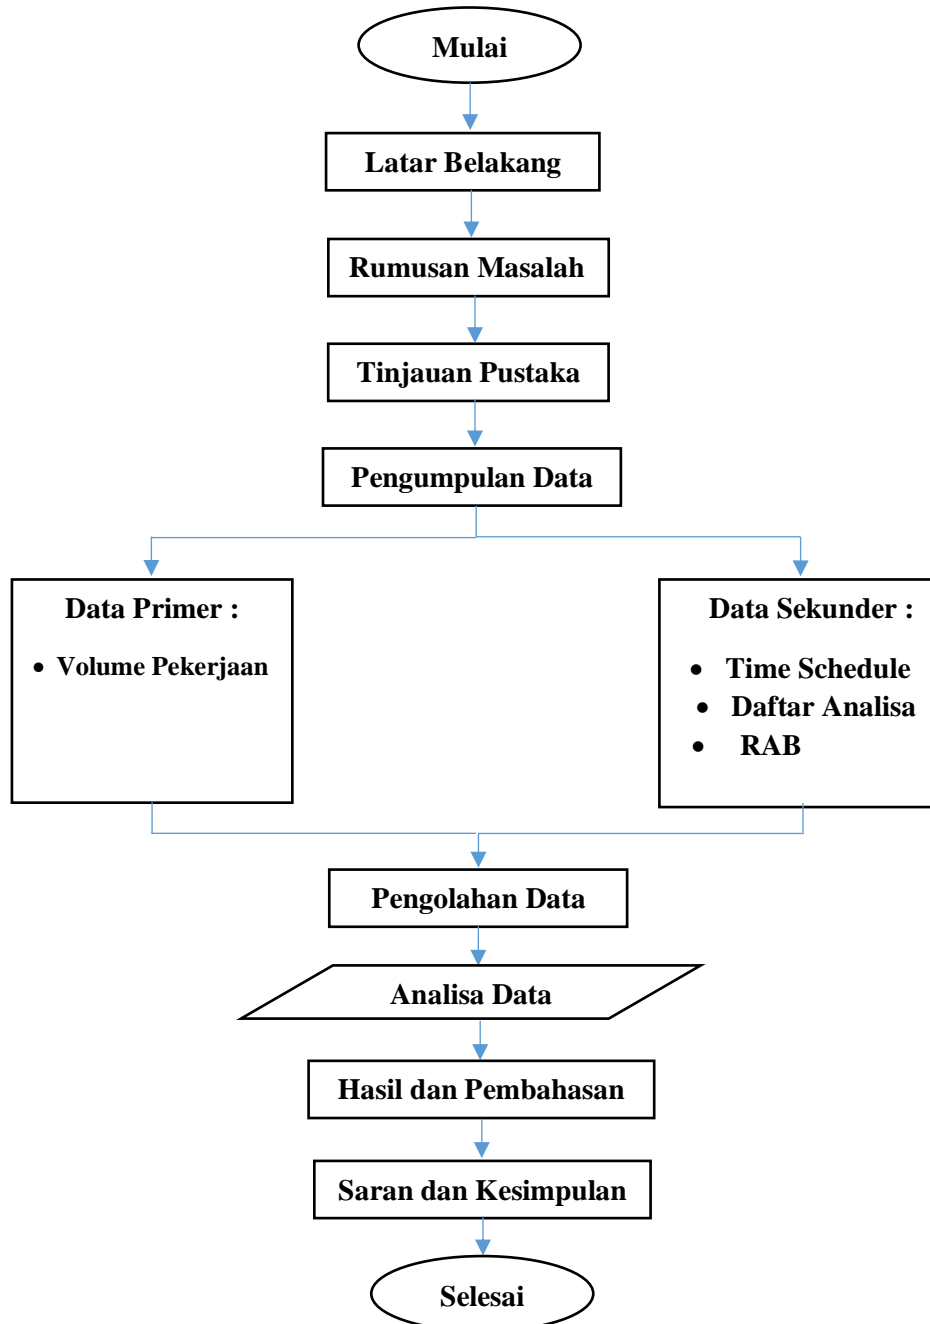 Mulai
Latar Belakang
Rumusan Masalah
Tinjauan Pustaka
Pengumpulan Data
Data Primer :
• Volume Pekerjaan
Data Sekunder :
• Time Schedule
• Daftar Analisa
• RAB
Pengolahan Data
Analisa Data
Hasil dan Pembahasan
Saran dan Kesimpulan
Selesai